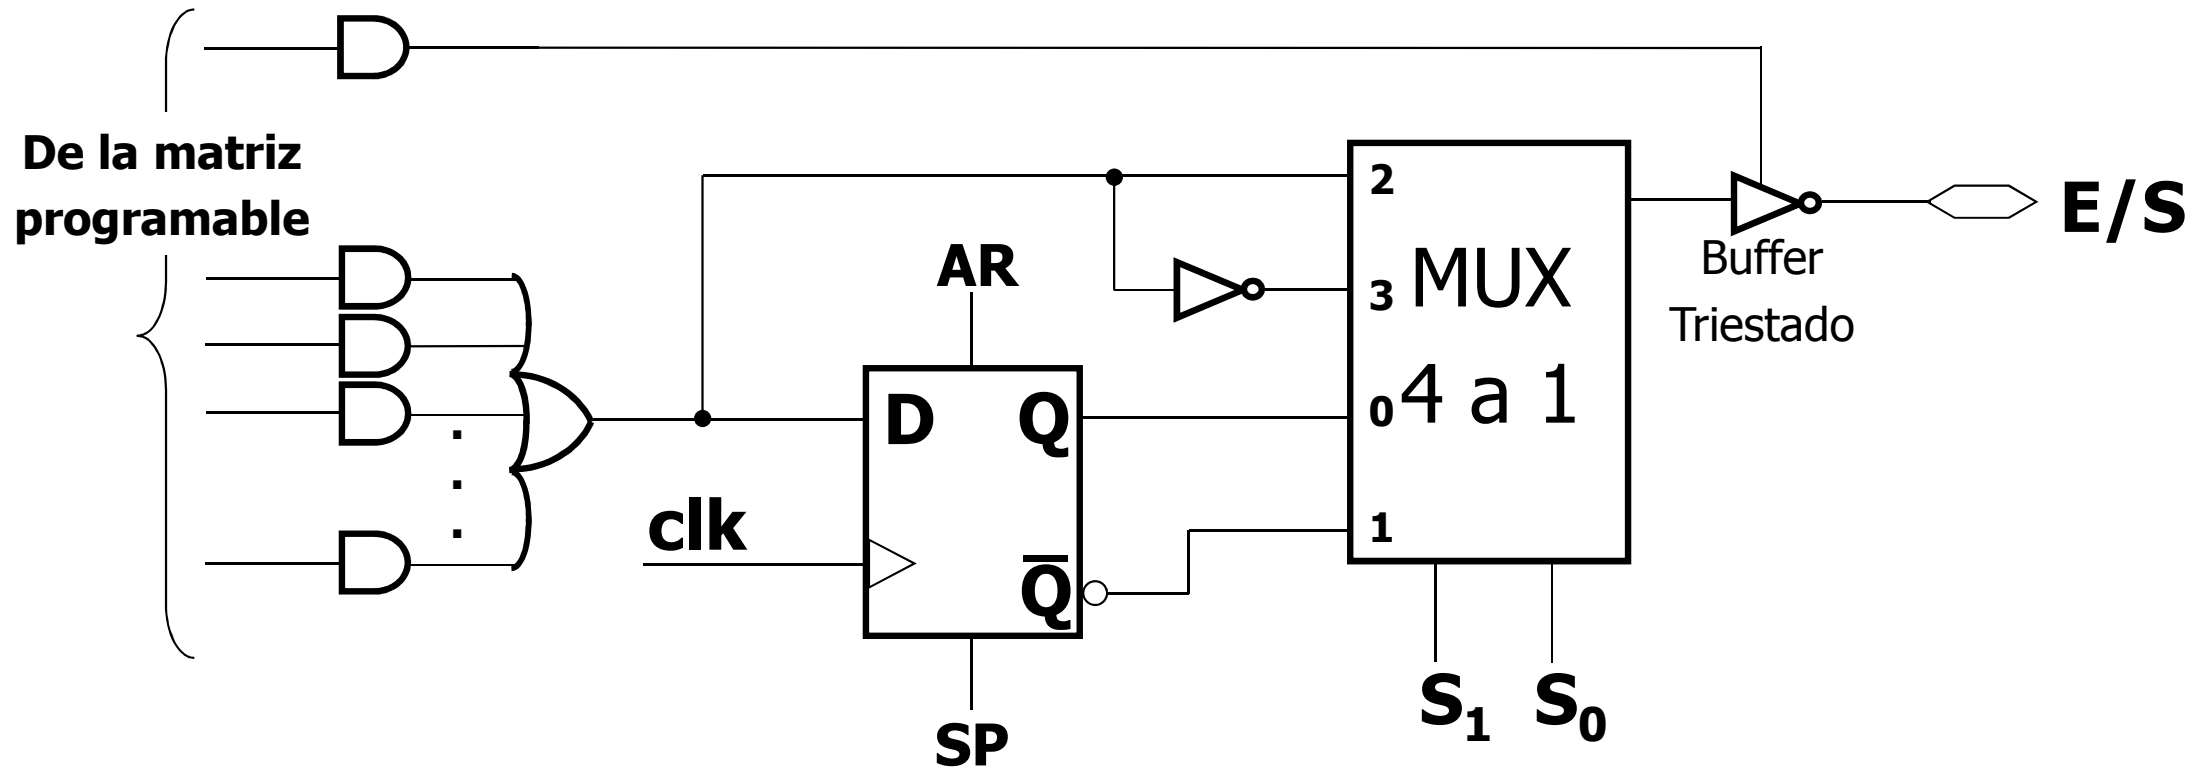 De la matriz
programable
AR
D
Q
clk
Q̅
SP
2
3
0
1
MUX
4 a 1
S1
S0
Buffer
Triestado
E/S
.
.
.